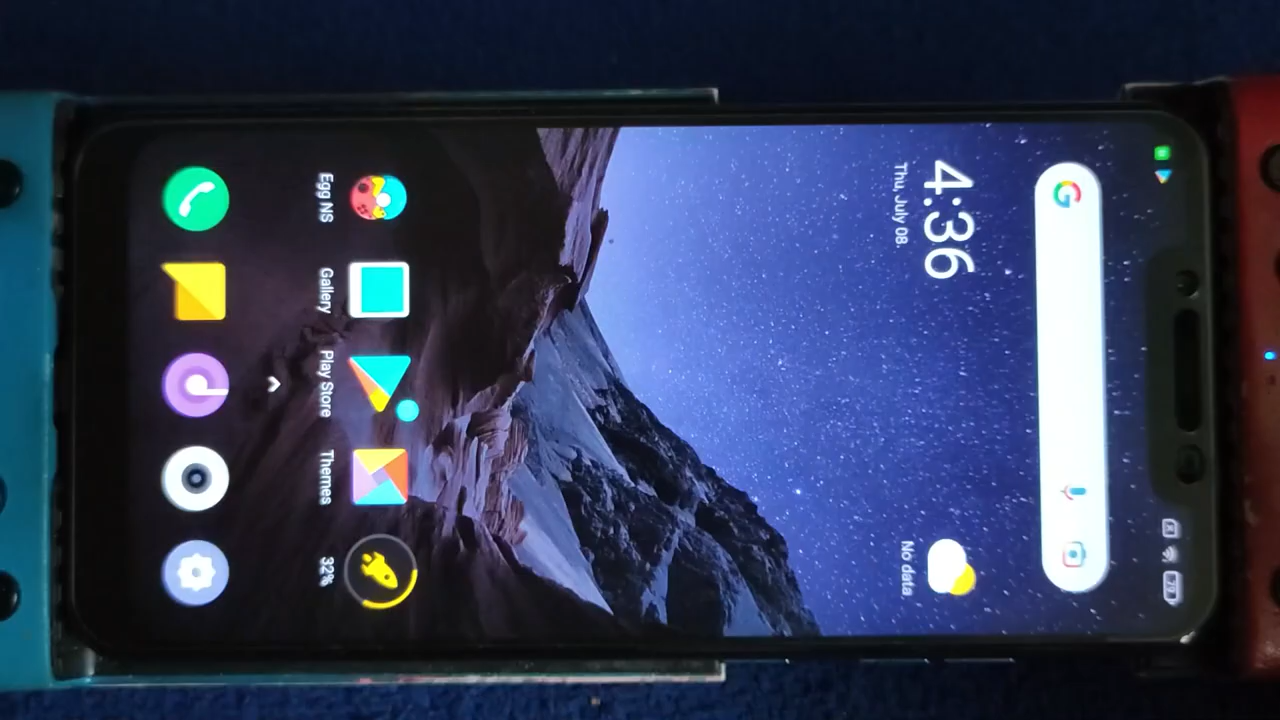 4:36
Thu, July 08
No data
Egg NS
Gallery
Play Store
Themes
32%